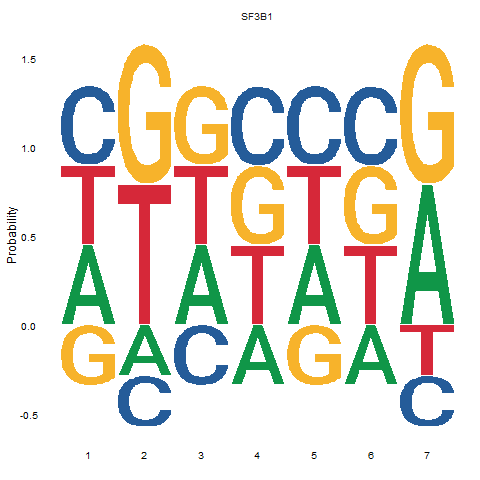 SF3B1
Probability
1.5
1.0
0.5
0.0
-0.5
CGGCCCG
TTTGTGA
AAATATT
GACAGAC
C
1 2 3 4 5 6 7